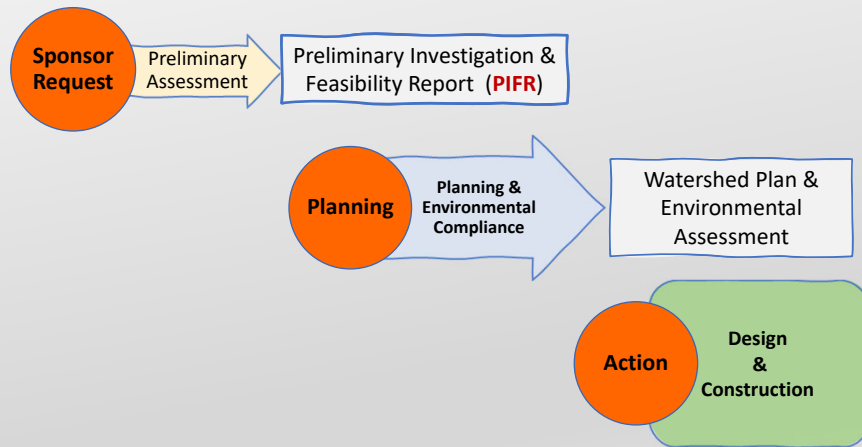 Sponsor
Request
Preliminary
Assessment
Preliminary Investigation &
Feasibility Report (PIFR)
Planning
Planning &
Environmental
Compliance
Watershed Plan &
Environmental
Assessment
Action
Design
&
Construction